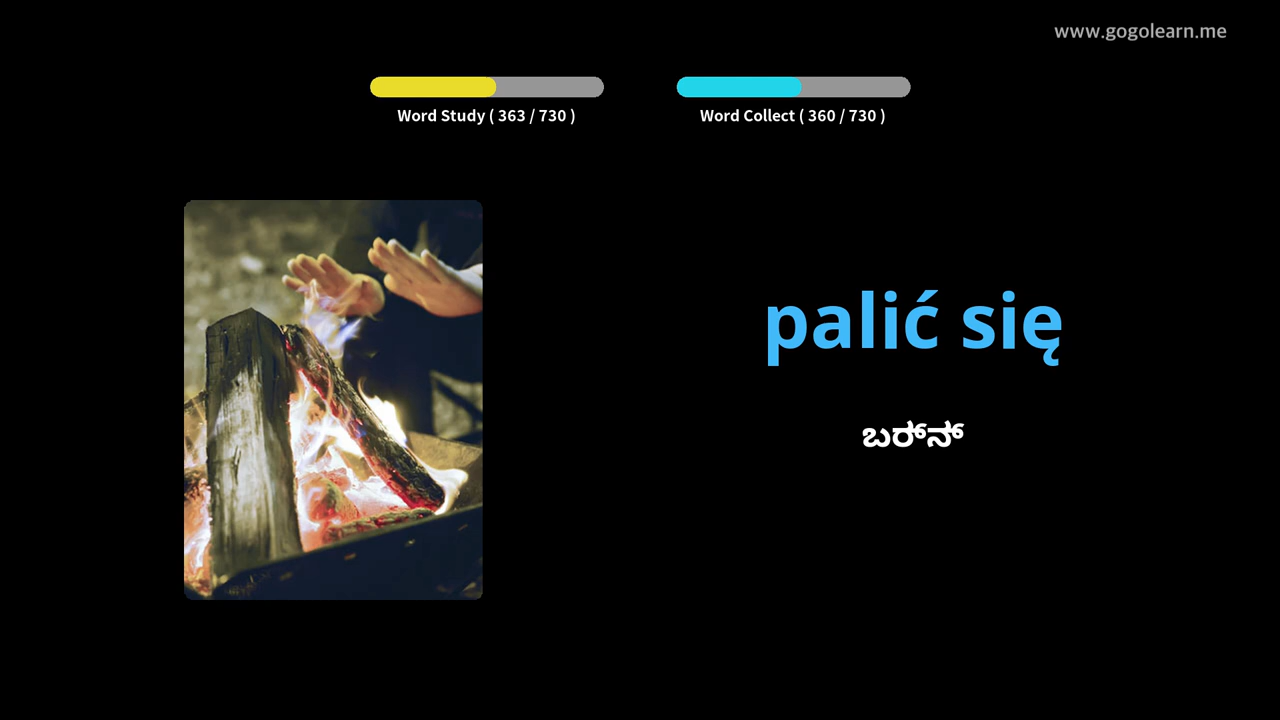 www.gogolearn.me
Word Study ( 363 / 730 )
Word Collect ( 360 / 730 )
palić się
ಬರ್ನ್